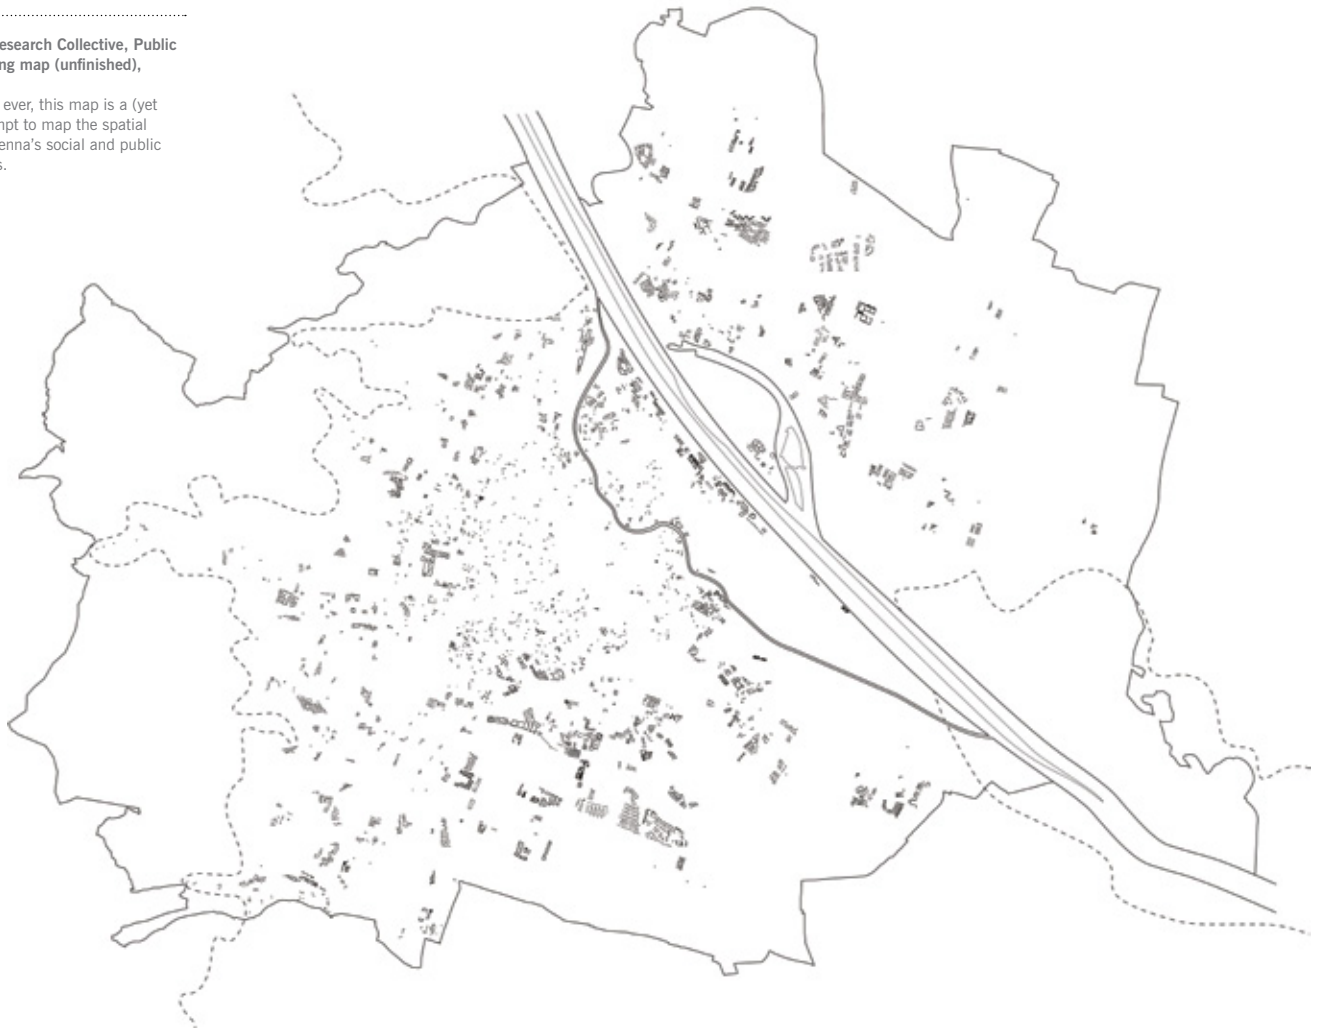 esearch Collective, Public
ng map (unfinished),
ever, this map is a (yet
mpt to map the spatial
enna's social and public
s.